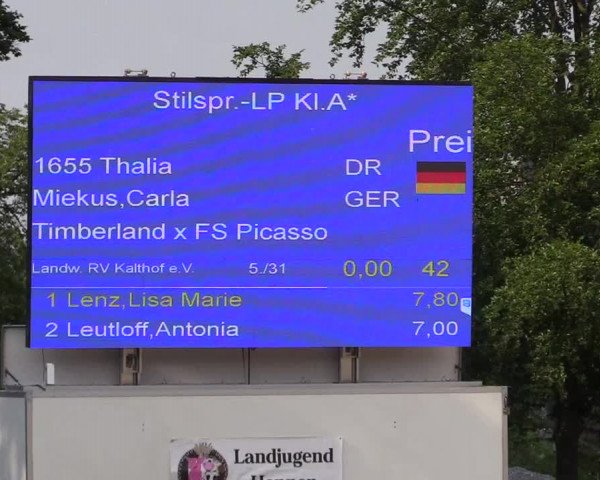 Stilspr.-LP Kl.A*
Prei
1655 Thalia DR
Miekus,Carla GER
Timberland x FS Picasso
Landw. RV Kalthof e.V. 5./31 0,00 42
1 Lenz,Lisa Marie 7,80
2 Leutloff,Antonia 7,00
Landjugend
Hennen